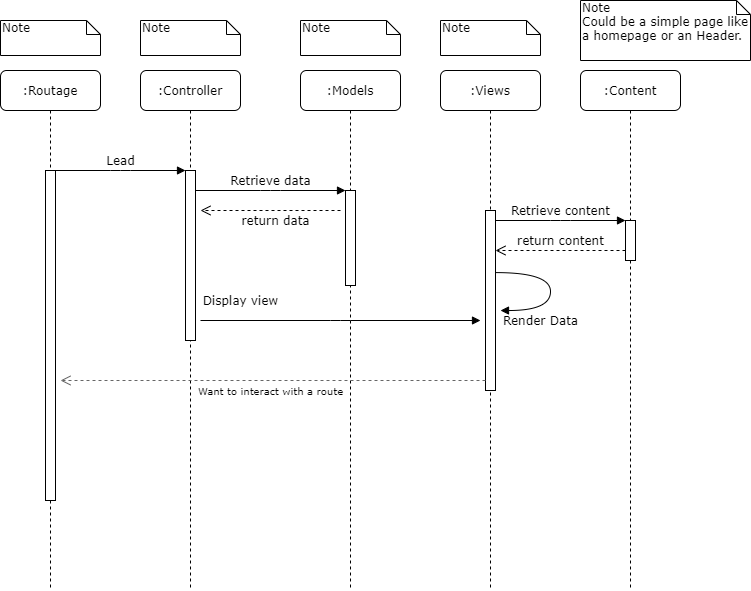 Note
Note
Note
Note
Note
Could be a simple page like
a homepage or an Header.
:Routage
:Controller
:Models
:Views
:Content
Lead
Retrieve data
return data
Retrieve content
return content
Display view
Render Data
Want to interact with a route